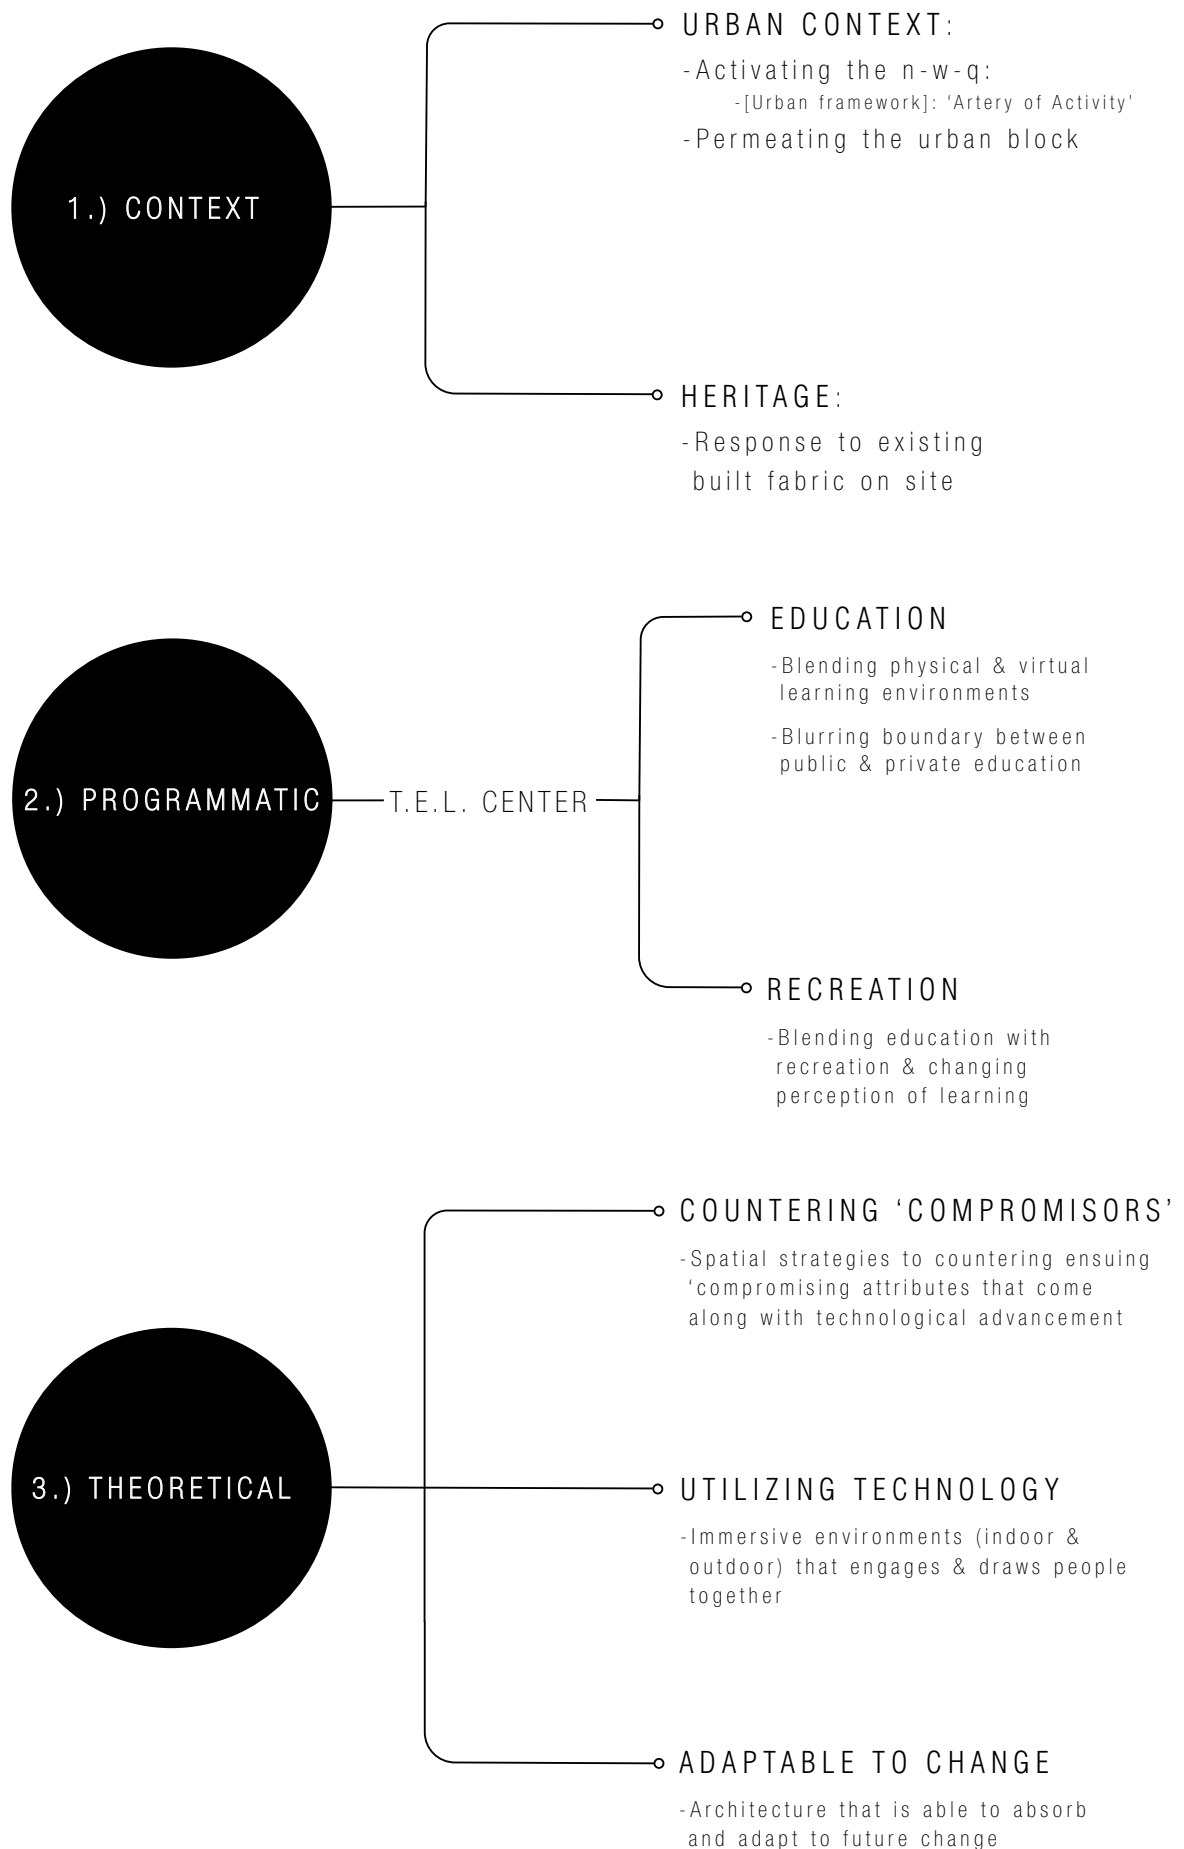 1.) CONTEXT
URBAN CONTEXT:
-Activating the n-w-q:
-[Urban framework]: ‘Artery of Activity’
-Permeating the urban block
HERITAGE:
-Response to existing
built fabric on site
2.) PROGRAMMATIC
T.E.L. CENTER
EDUCATION
-Blending physical & virtual
learning environments
-Blurring boundary between
public & private education
RECREATION
-Blending education with
recreation & changing
perception of learning
3.) THEORETICAL
COUNTERING ‘COMPROMISORS’
-Spatial strategies to countering ensuing
‘compromising attributes that come
along with technological advancement
UTILIZING TECHNOLOGY
-Immersive environments (indoor &
outdoor) that engages & draws people
together
ADAPTABLE TO CHANGE
-Architecture that is able to absorb
and adapt to future change